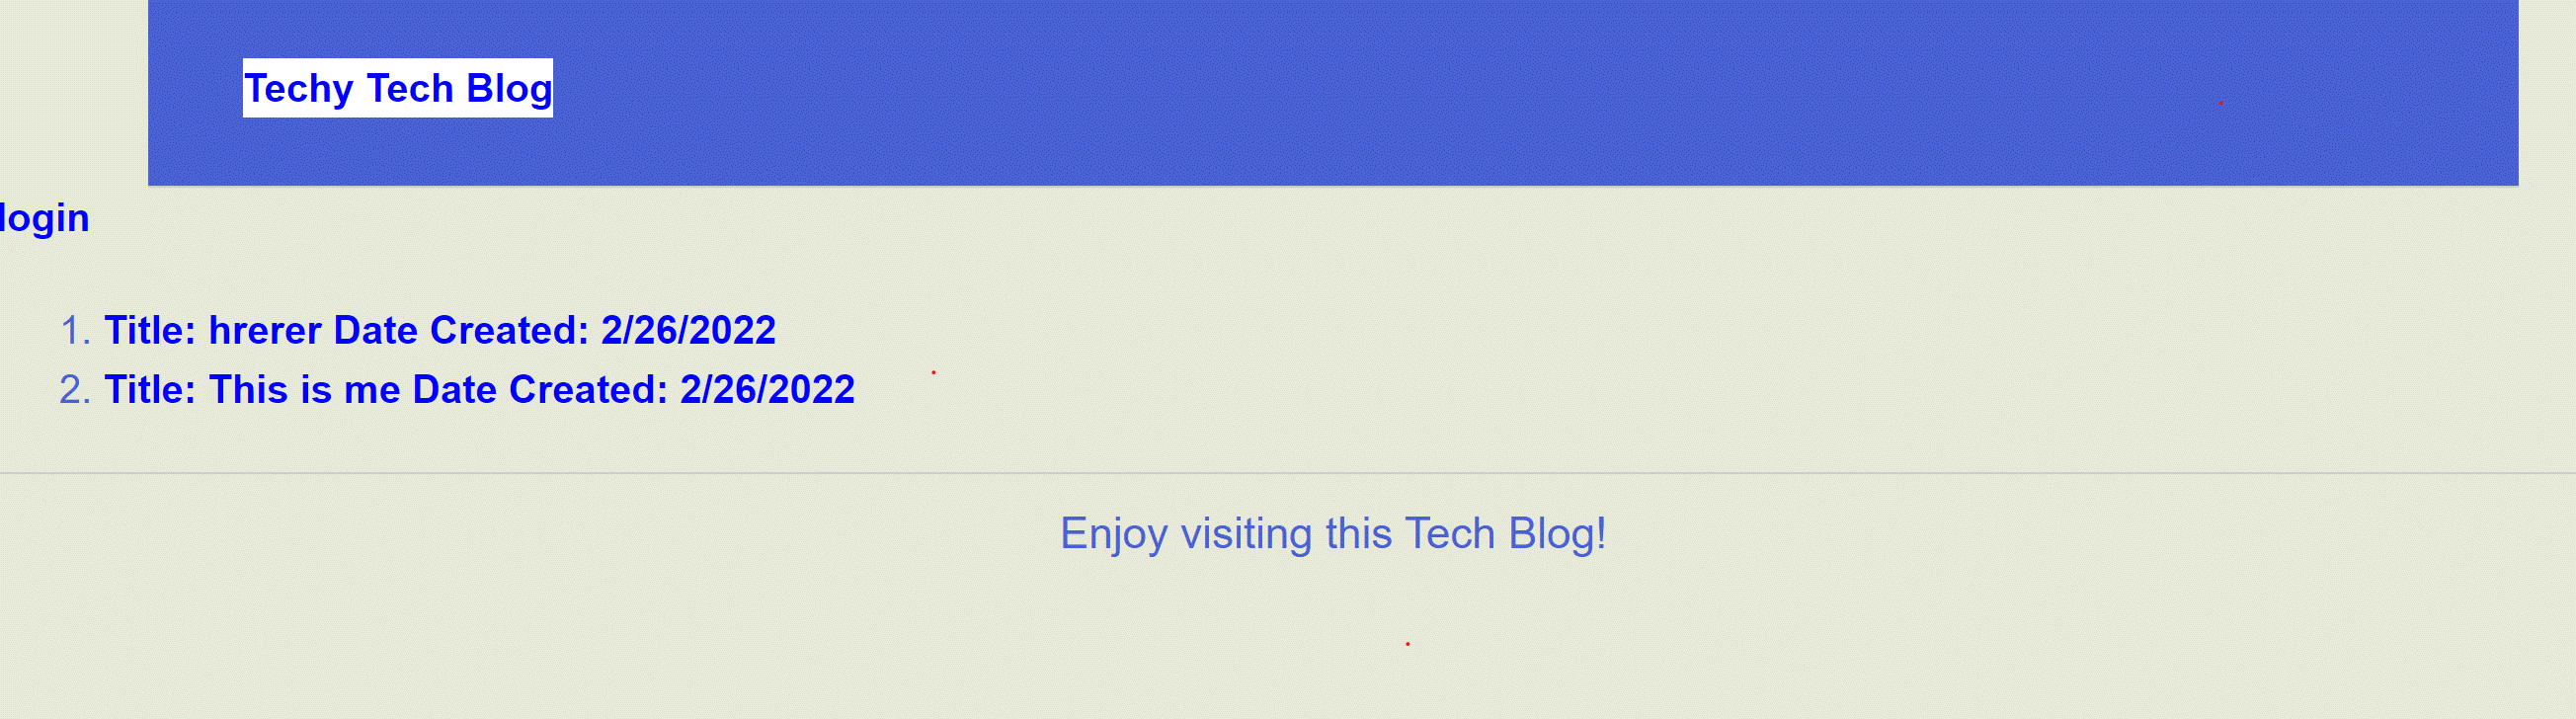 Techy Tech Blog
login
1. Title: hrerer Date Created: 2/26/2022
2. Title: This is me Date Created: 2/26/2022
Enjoy visiting this Tech Blog!